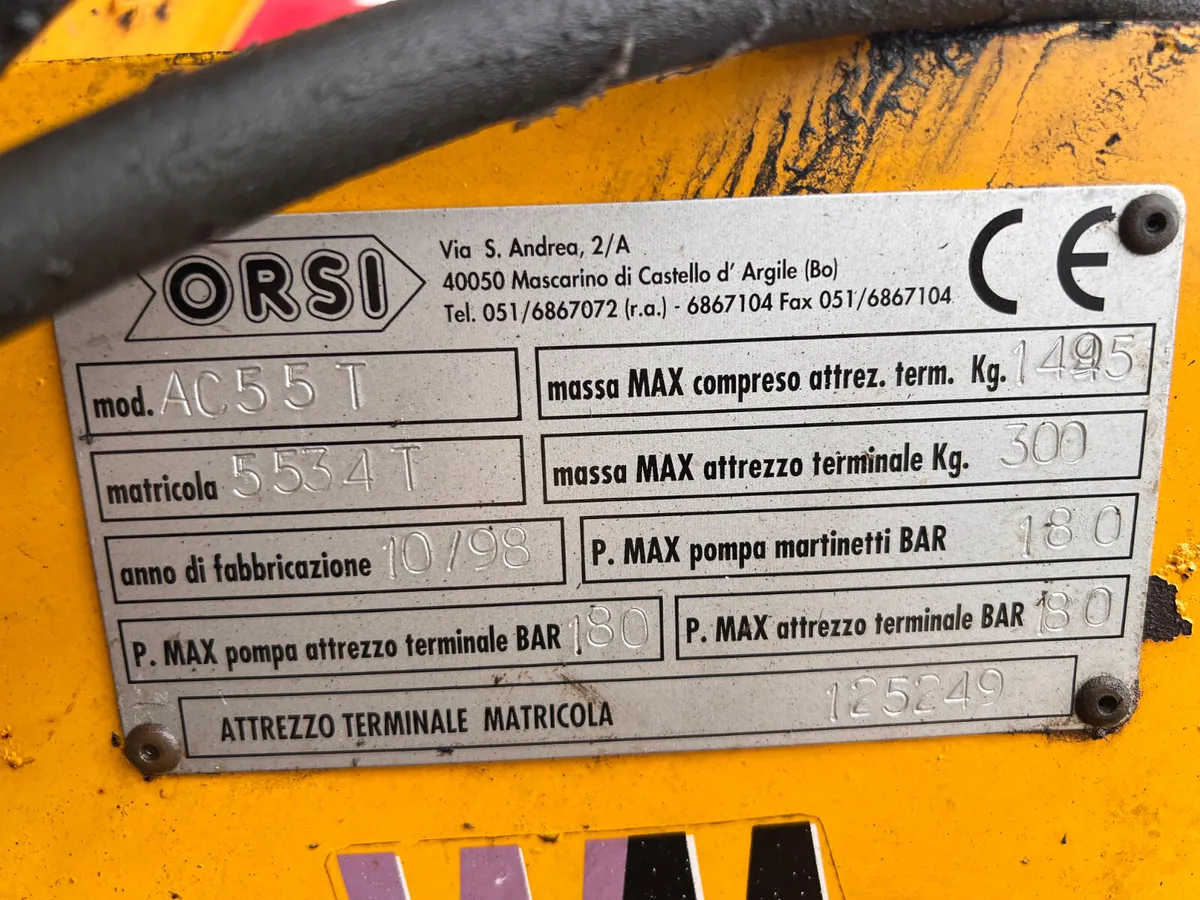 ORSI
Via S. Andrea, 2/A
40050 Mascarino di Castello d' Argile (Bo)
Tel. 051/6867072 (r.a.) - 6867104 Fax 051/6867104
CE
mod. AC55T
massa MAX compreso attrez. term. Kg. 1495
matricola 5534T
massa MAX attrezzo terminale Kg. 300
anno di fabbricazione 10/98
P. MAX pompa martinetti BAR 180
P. MAX pompa attrezzo terminale BAR 180
P. MAX attrezzo terminale BAR 180
ATTREZZO TERMINALE MATRICOLA 125249